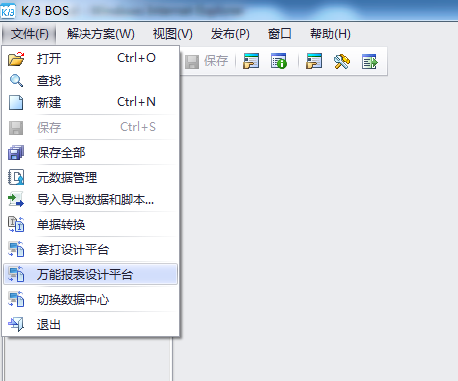 K/3 BOS
文件(F) 解决方案(W) 视图(V) 发布(P) 窗口 帮助(H)
保存
打开 Ctrl+O
查找
新建 Ctrl+N
保存 Ctrl+S
保存全部
元数据管理
导入导出数据和脚本...
单据转换
套打设计平台
万能报表设计平台
切换数据中心
退出